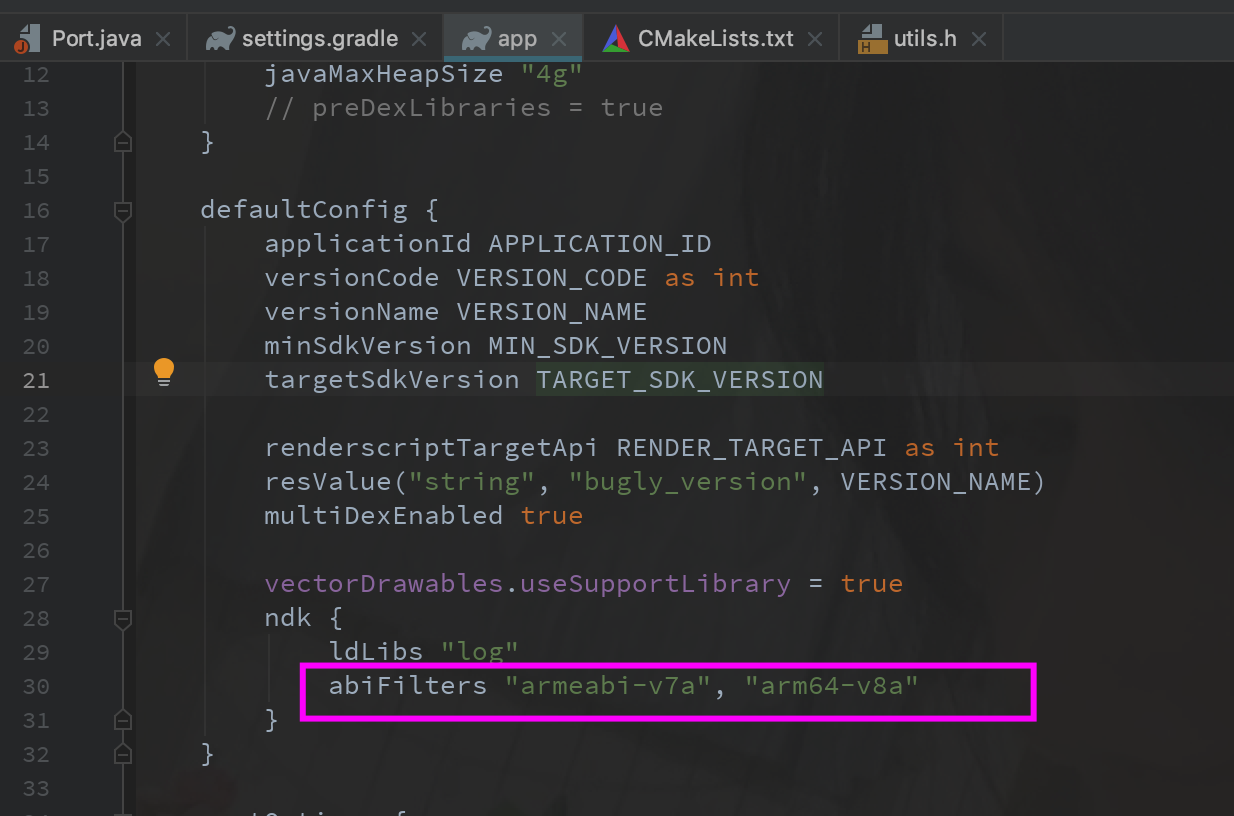 Port.java settings.gradle app CMakeLists.txt utils.h
12 javaMaxHeapSize "4g"
13 // preDexLibraries = true
14 }
15
16 defaultConfig {
17 applicationId APPLICATION_ID
18 versionCode VERSION_CODE as int
19 versionName VERSION_NAME
20 minSdkVersion MIN_SDK_VERSION
21 targetSdkVersion TARGET_SDK_VERSION
22
23 renderscriptTargetApi RENDER_TARGET_API as int
24 resValue("string", "bugly_version", VERSION_NAME)
25 multiDexEnabled true
26
27 vectorDrawables.useSupportLibrary = true
28 ndk {
29 ldLibs "log"
30 abiFilters "armeabi-v7a", "arm64-v8a"
31 }
32 }
33